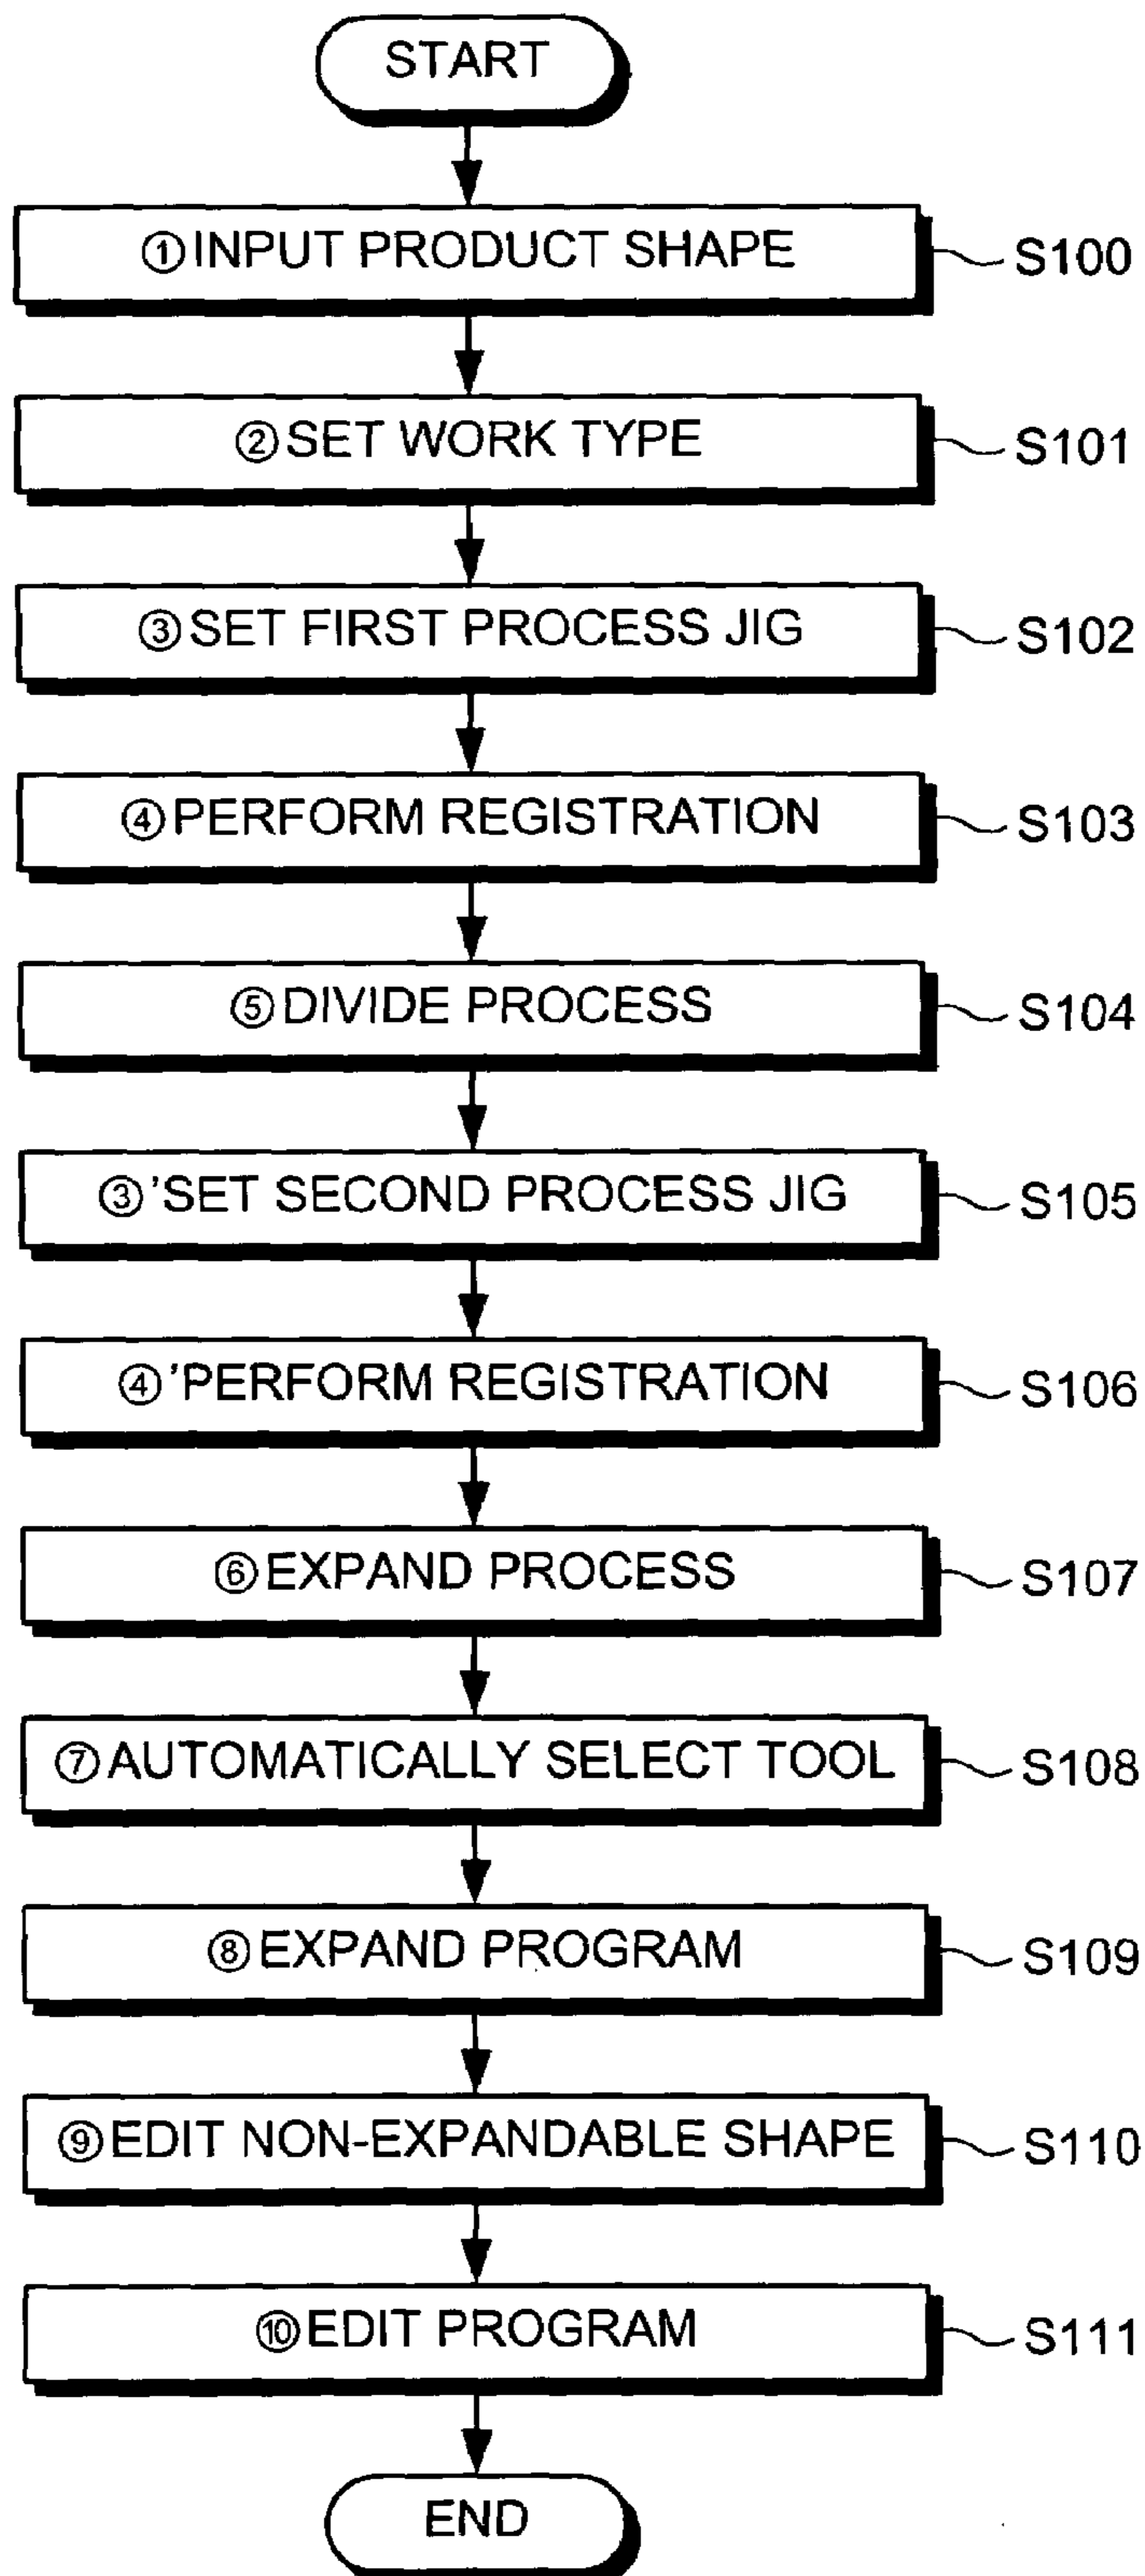 START
①INPUT PRODUCT SHAPE S100
②SET WORK TYPE S101
③SET FIRST PROCESS JIG S102
④PERFORM REGISTRATION S103
⑤DIVIDE PROCESS S104
③'SET SECOND PROCESS JIG S105
④'PERFORM REGISTRATION S106
⑥EXPAND PROCESS S107
⑦AUTOMATICALLY SELECT TOOL S108
⑧EXPAND PROGRAM S109
⑨EDIT NON-EXPANDABLE SHAPE S110
⑩EDIT PROGRAM S111
END